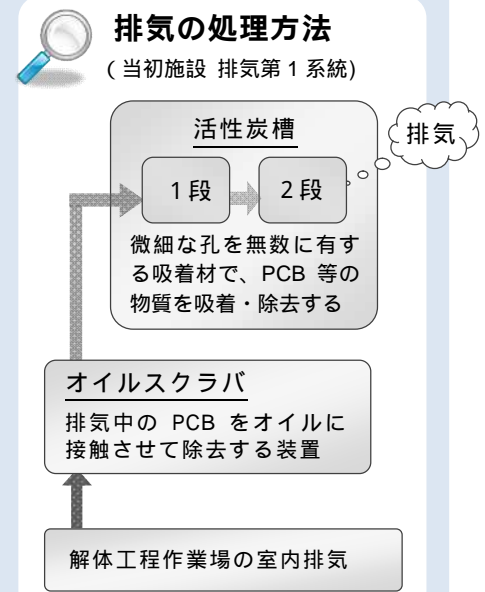 排気の処理方法
(当初施設 排気第1系統)
活性炭槽
排気
1段
2段
微細な孔を無数に有す
る吸着材で、PCB 等の
物質を吸着・除去する
オイルスクラバ
排気中の PCB をオイルに
接触させて除去する装置
解体工程作業場の室内排気